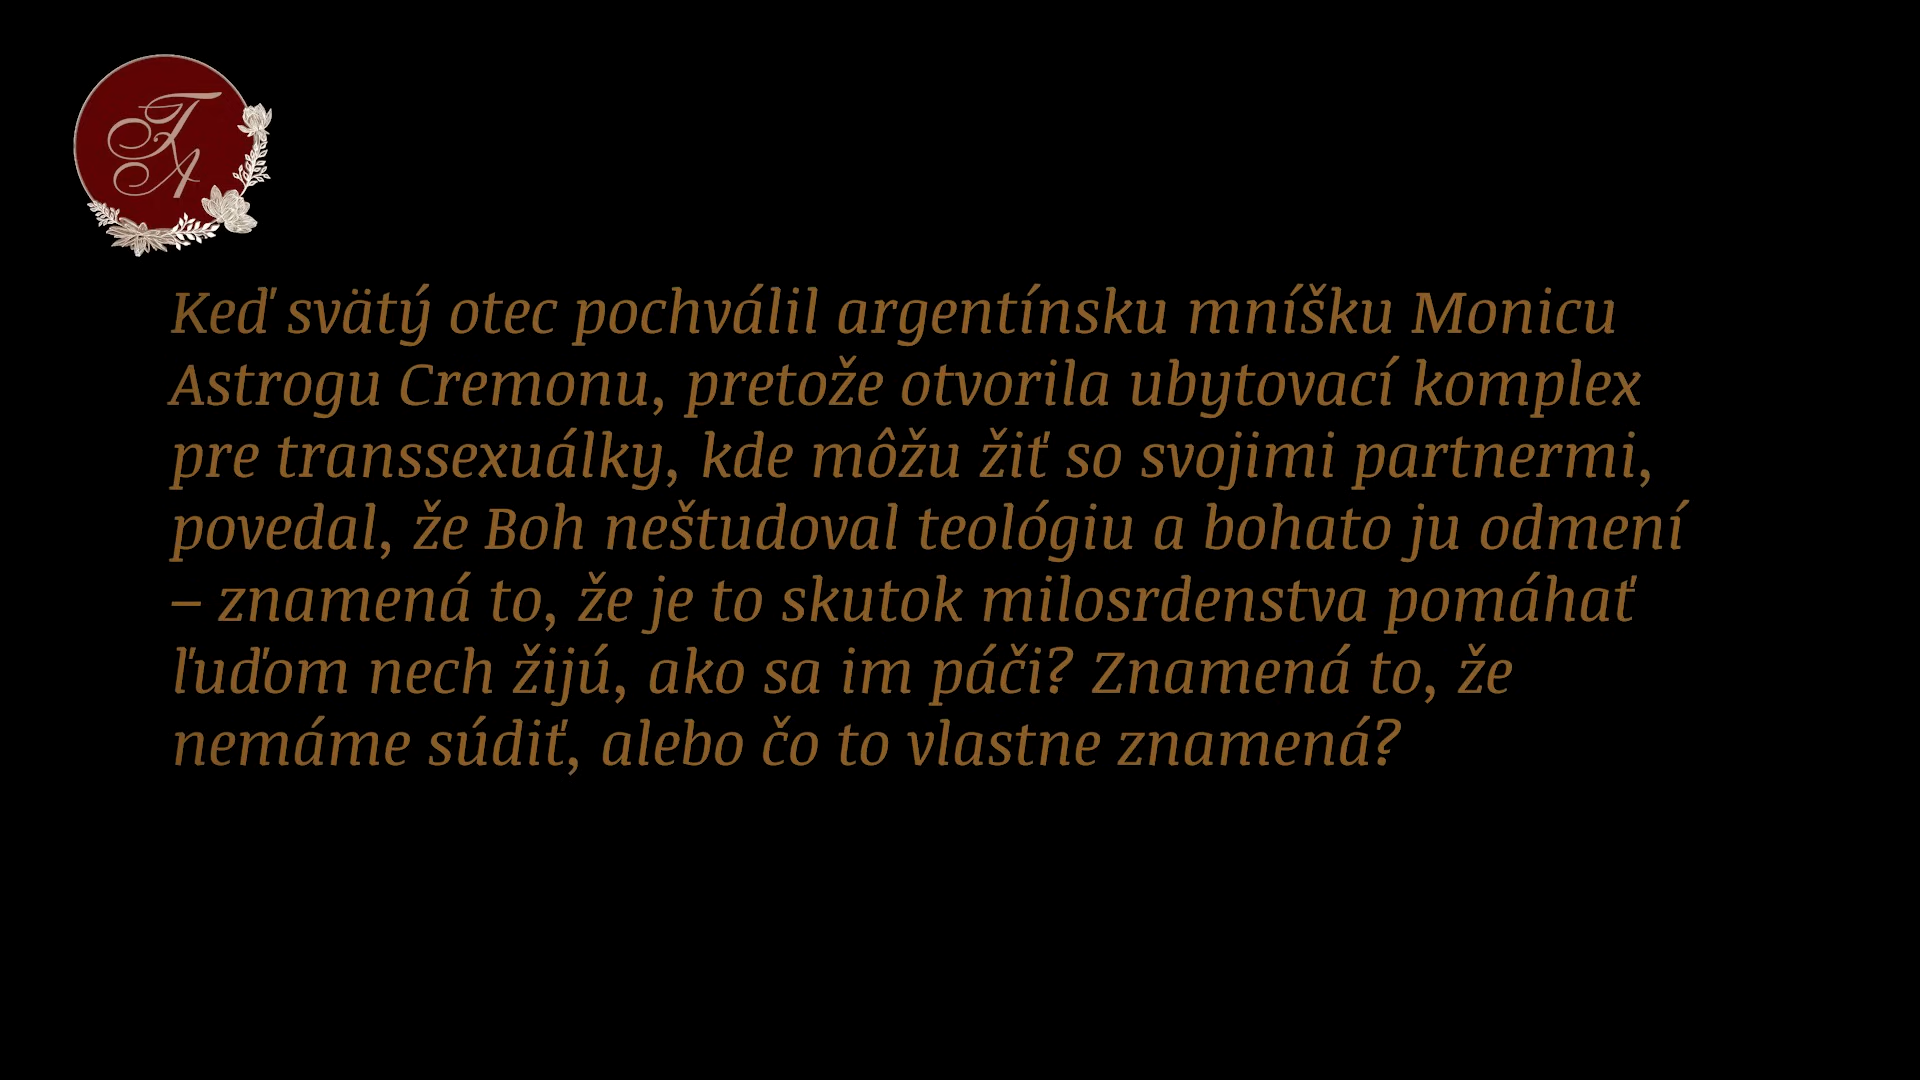 TA
Keď svätý otec pochválil argentínsku mníšku Monicu
Astrogu Cremonu, pretože otvorila ubytovací komplex
pre transsexuálky, kde môžu žiť so svojimi partnermi,
povedal, že Boh neštudoval teológiu a bohato ju odmení
– znamená to, že je to skutok milosrdenstva pomáhať
ľuďom nech žijú, ako sa im páči? Znamená to, že
nemáme súdiť, alebo čo to vlastne znamená?